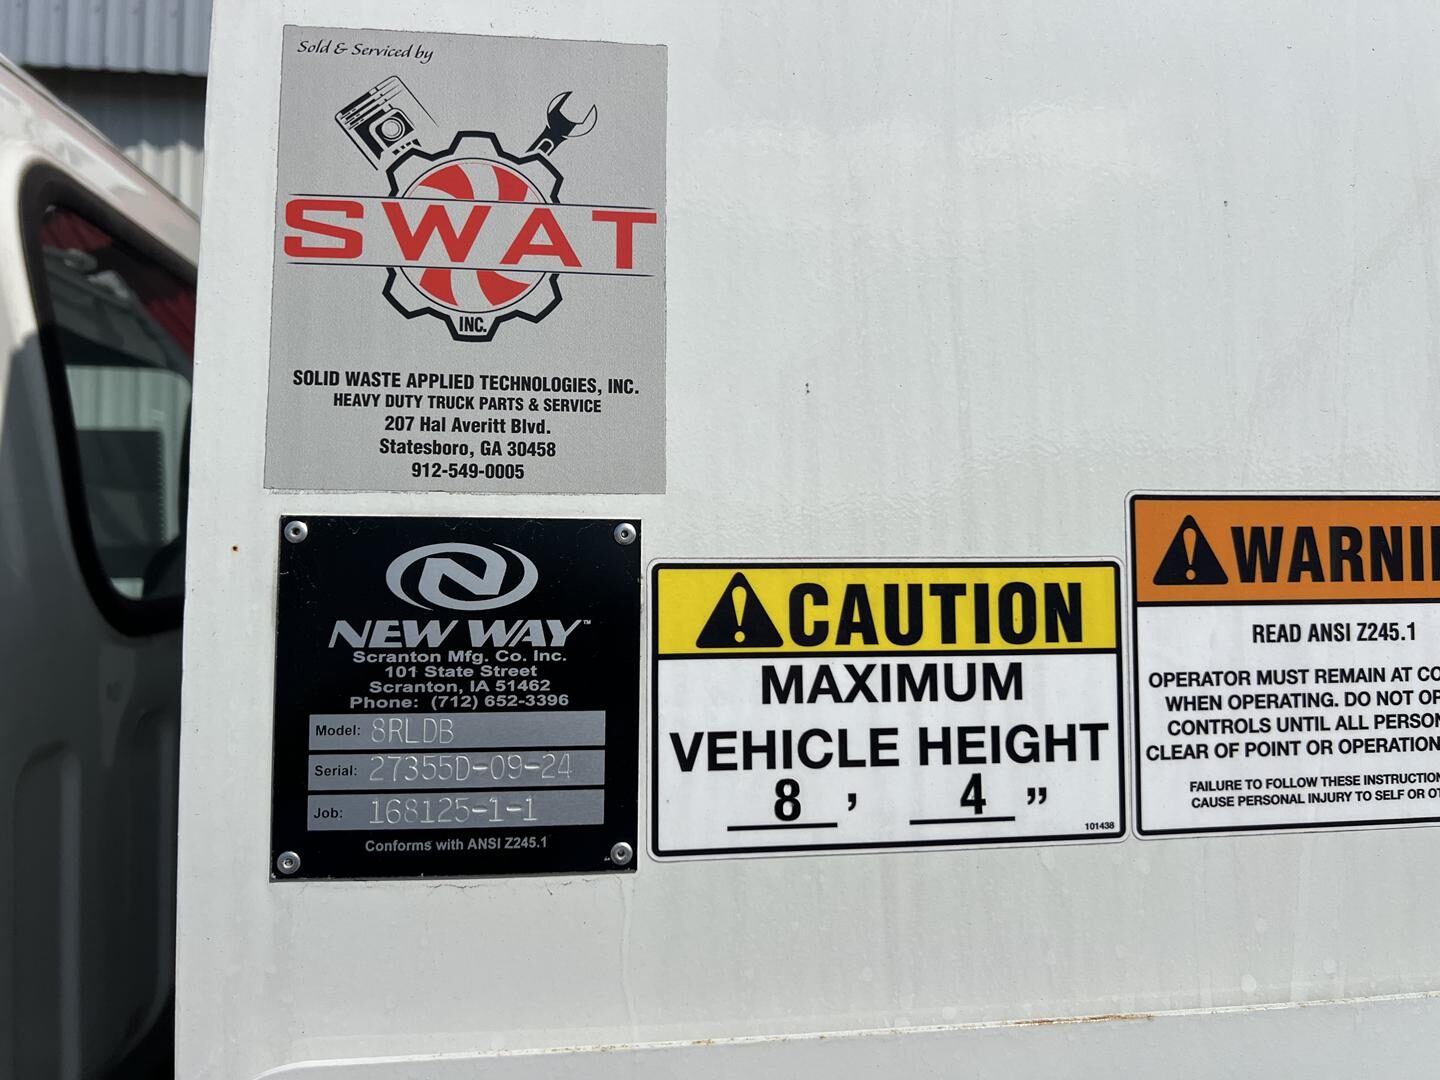 Sold & Serviced by
SWAT
INC.
SOLID WASTE APPLIED TECHNOLOGIES, INC.
HEAVY DUTY TRUCK PARTS & SERVICE
207 Hal Averitt Blvd.
Statesboro, GA 30458
912-549-0005
NEW WAY™
Scranton Mfg. Co. Inc.
101 State Street
Scranton, IA 51462
Phone: (712) 652-3396
Model: 8RLDB
Serial: 27355D-09-24
Job: 168125-1-1
Conforms with ANSI Z245.1
CAUTION
MAXIMUM
VEHICLE HEIGHT
8 ’ 4 ”
101438
WARNI
READ ANSI Z245.1
OPERATOR MUST REMAIN AT CO
WHEN OPERATING. DO NOT OP
CONTROLS UNTIL ALL PERSON
CLEAR OF POINT OR OPERATION
FAILURE TO FOLLOW THESE INSTRUCTION
CAUSE PERSONAL INJURY TO SELF OR OT